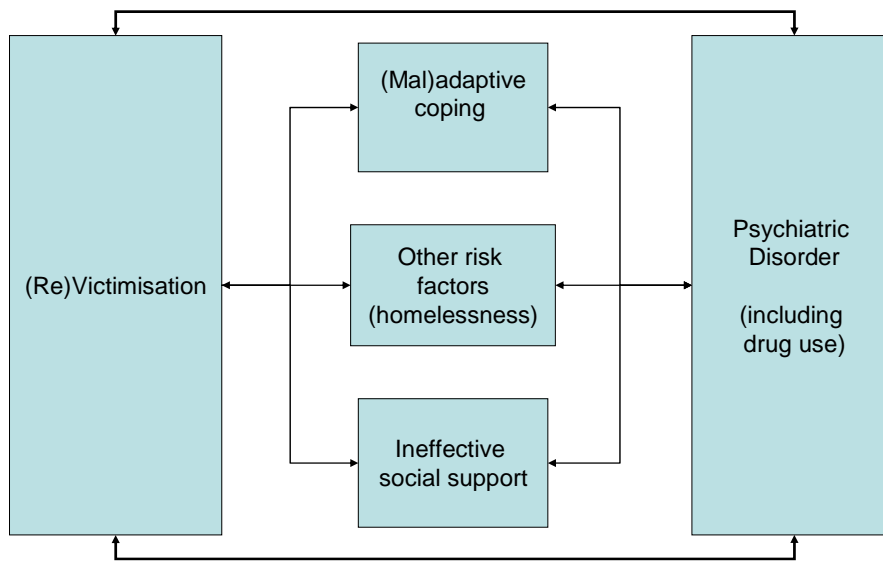 (Mal)adaptive
coping
(Re)Victimisation
Other risk
factors
(homelessness)
Psychiatric
Disorder
(including
drug use)
Ineffective
social support